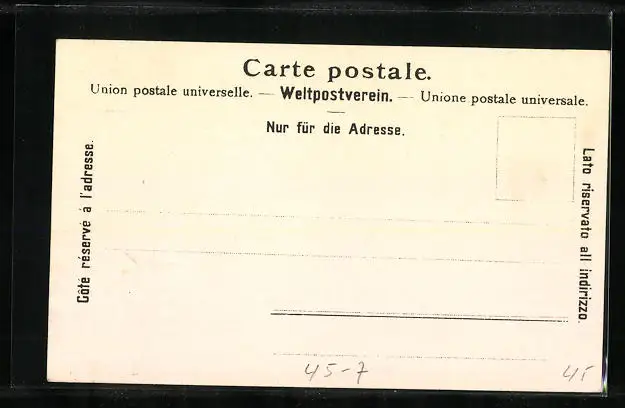 Carte postale.
Union postale universelle. — Weltpostverein. — Unione postale universale.
Nur für die Adresse.
Côté réservé à l'adresse.
Lato riservato all indirizzo.
45-7
45